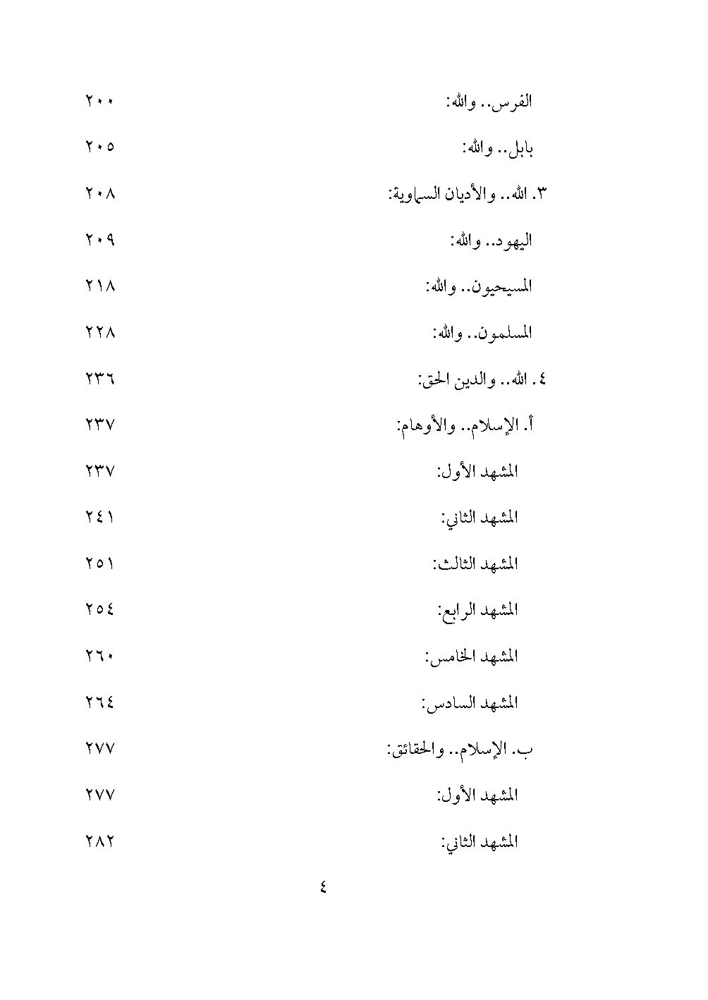 الفرس.. والله: ٢٠٠
بابل.. والله: ٢٠٥
٣. الله.. والأديان السماوية: ٢٠٨
اليهود.. والله: ٢٠٩
المسيحيون.. والله: ٢١٨
المسلمون.. والله: ٢٢٨
٤. الله.. والدين الحق: ٢٣٦
أ. الإسلام.. والأوهام: ٢٣٧
المشهد الأول: ٢٣٧
المشهد الثاني: ٢٤١
المشهد الثالث: ٢٥١
المشهد الرابع: ٢٥٤
المشهد الخامس: ٢٦٠
المشهد السادس: ٢٦٤
ب. الإسلام.. والحقائق: ٢٧٧
المشهد الأول: ٢٧٧
المشهد الثاني: ٢٨٢
٤